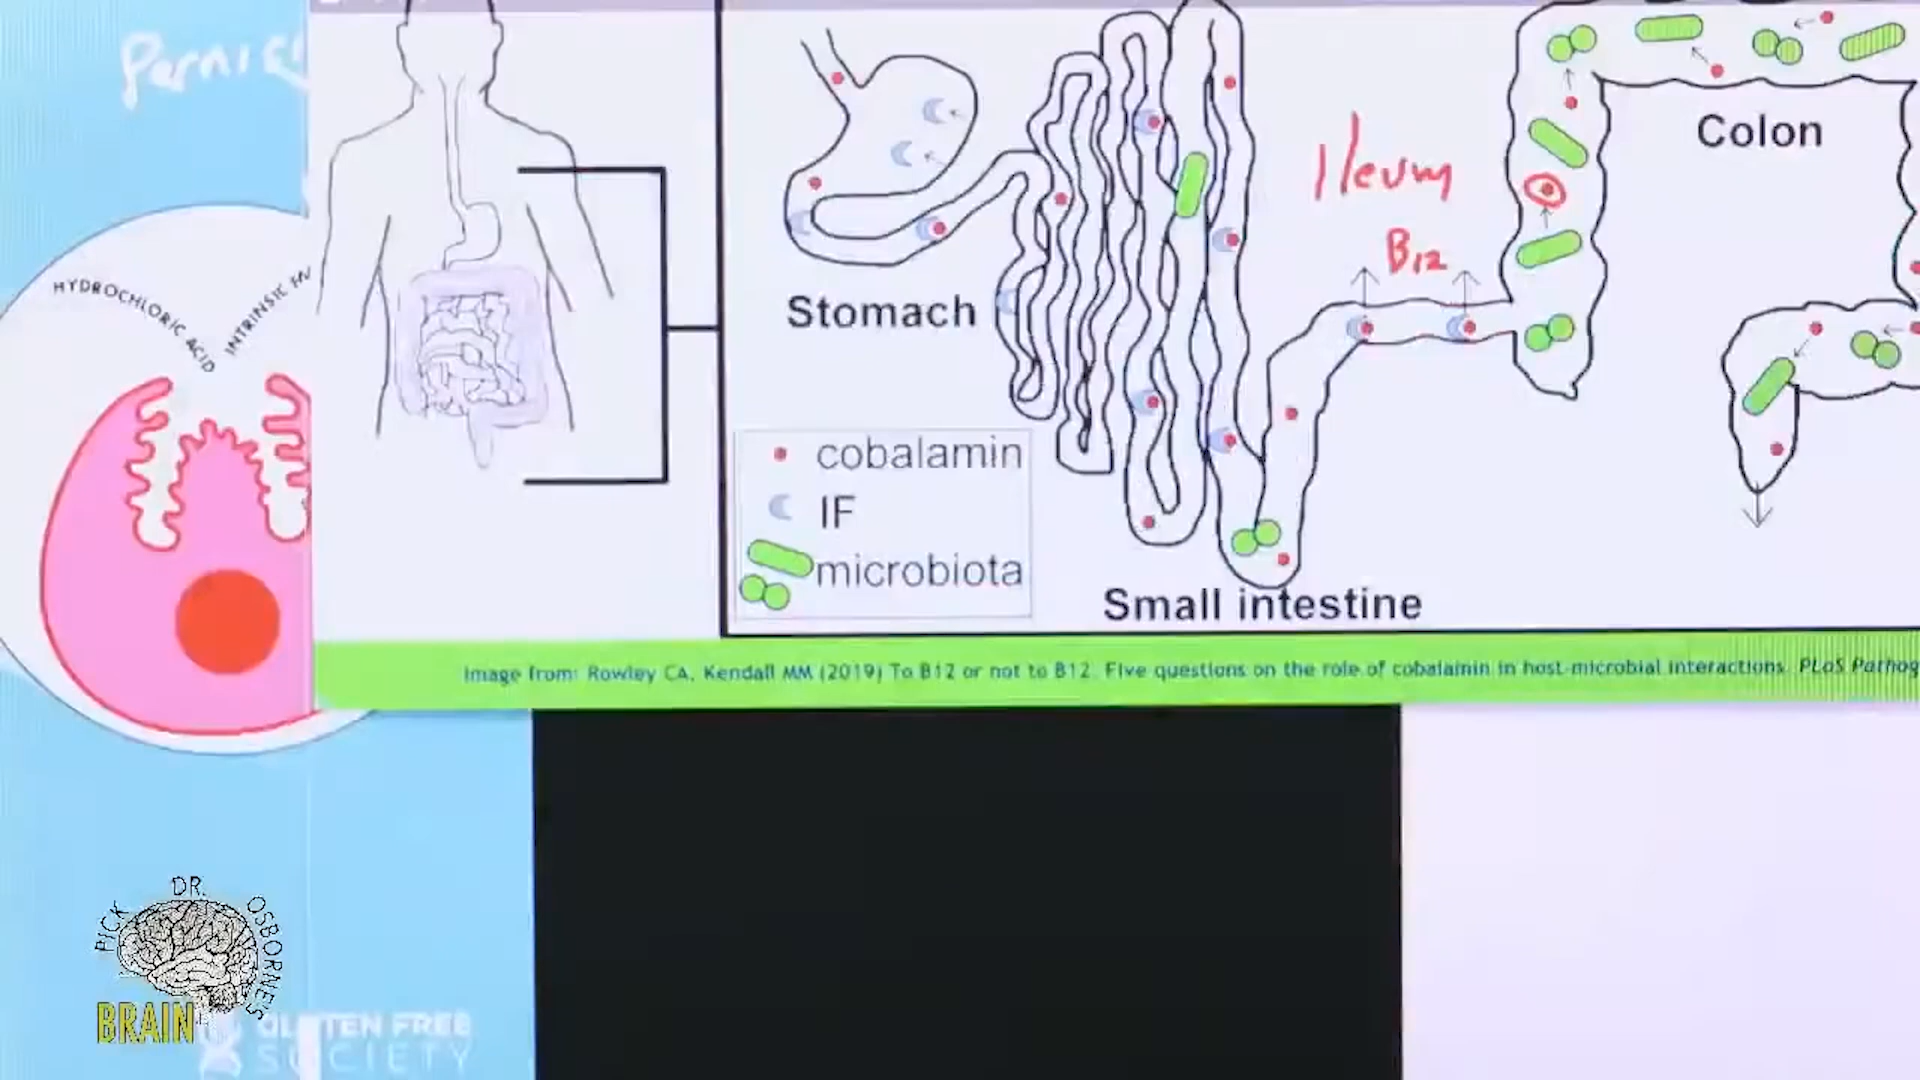 HYDROCHLORIC ACID
INTRINSIC
Stomach
Ileum
B12
Colon
cobalamin
IF
microbiota
Small intestine
Image from: Rowley CA, Kendall MM (2019) To B12 or not to B12: Five questions on the role of cobalamin in host-microbial interactions. PLoS Pathog
PICK
DR.
OSBORNE'S
BRAIN
GLUTEN FREE
SOCIETY